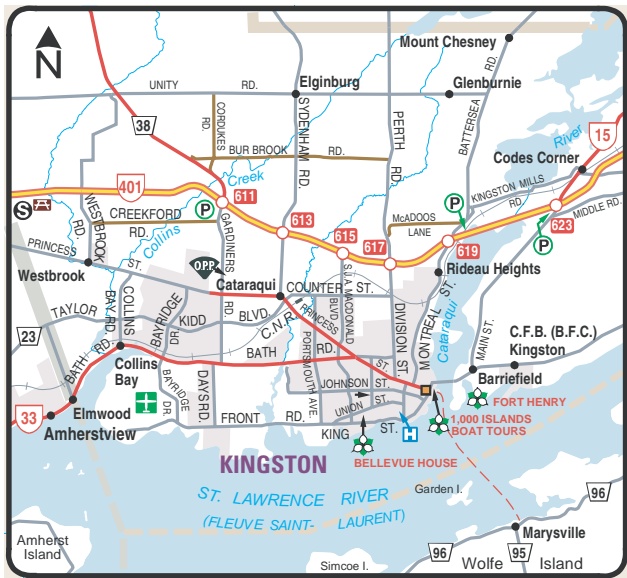 N
Mount Chesney
RD.
UNITY RD.
Elginburg
Glenburnie
38
CORDUKES RD.
SYDENHAM RD.
PERTH RD.
BATTERSEA
BUR BROOK RD.
River
15
Codes Corner
401
Creek
611
KINGSTON MILLS RD.
S
WESTBROOK RD.
CREEKFORD RD.
P
GARDINERS RD.
613
McADOOS LANE
P
623
MIDDLE RD.
Collins
615
617
619
P
PRINCESS ST.
O.P.P.
Westbrook
Cataraqui
COUNTER ST.
SIR J.A. MACDONALD BLVD.
Rideau Heights
TAYLOR KIDD BLVD.
COLLINS BAY RD.
BAYRIDGE DR.
C.N.R.
PRINCESS ST.
DIVISION ST.
MONTREAL ST.
Cataraqui
MAIN ST.
C.F.B. (B.F.C.)
Kingston
23
BATH RD.
BATH RD.
Collins
Bay
BAYRIDGE DR.
DAYS RD.
PORTSMOUTH AVE.
JOHNSON ST.
Barriefield
Elmwood
FORT HENRY
33
Amherstview
FRONT RD.
UNION ST.
KING ST.
H
1,000 ISLANDS
BOAT TOURS
KINGSTON
BELLEVUE HOUSE
ST. LAWRENCE RIVER
(FLEUVE SAINT- LAURENT)
Garden I.
96
Marysville
Amherst
Island
Simcoe I.
96
Wolfe
95
Island